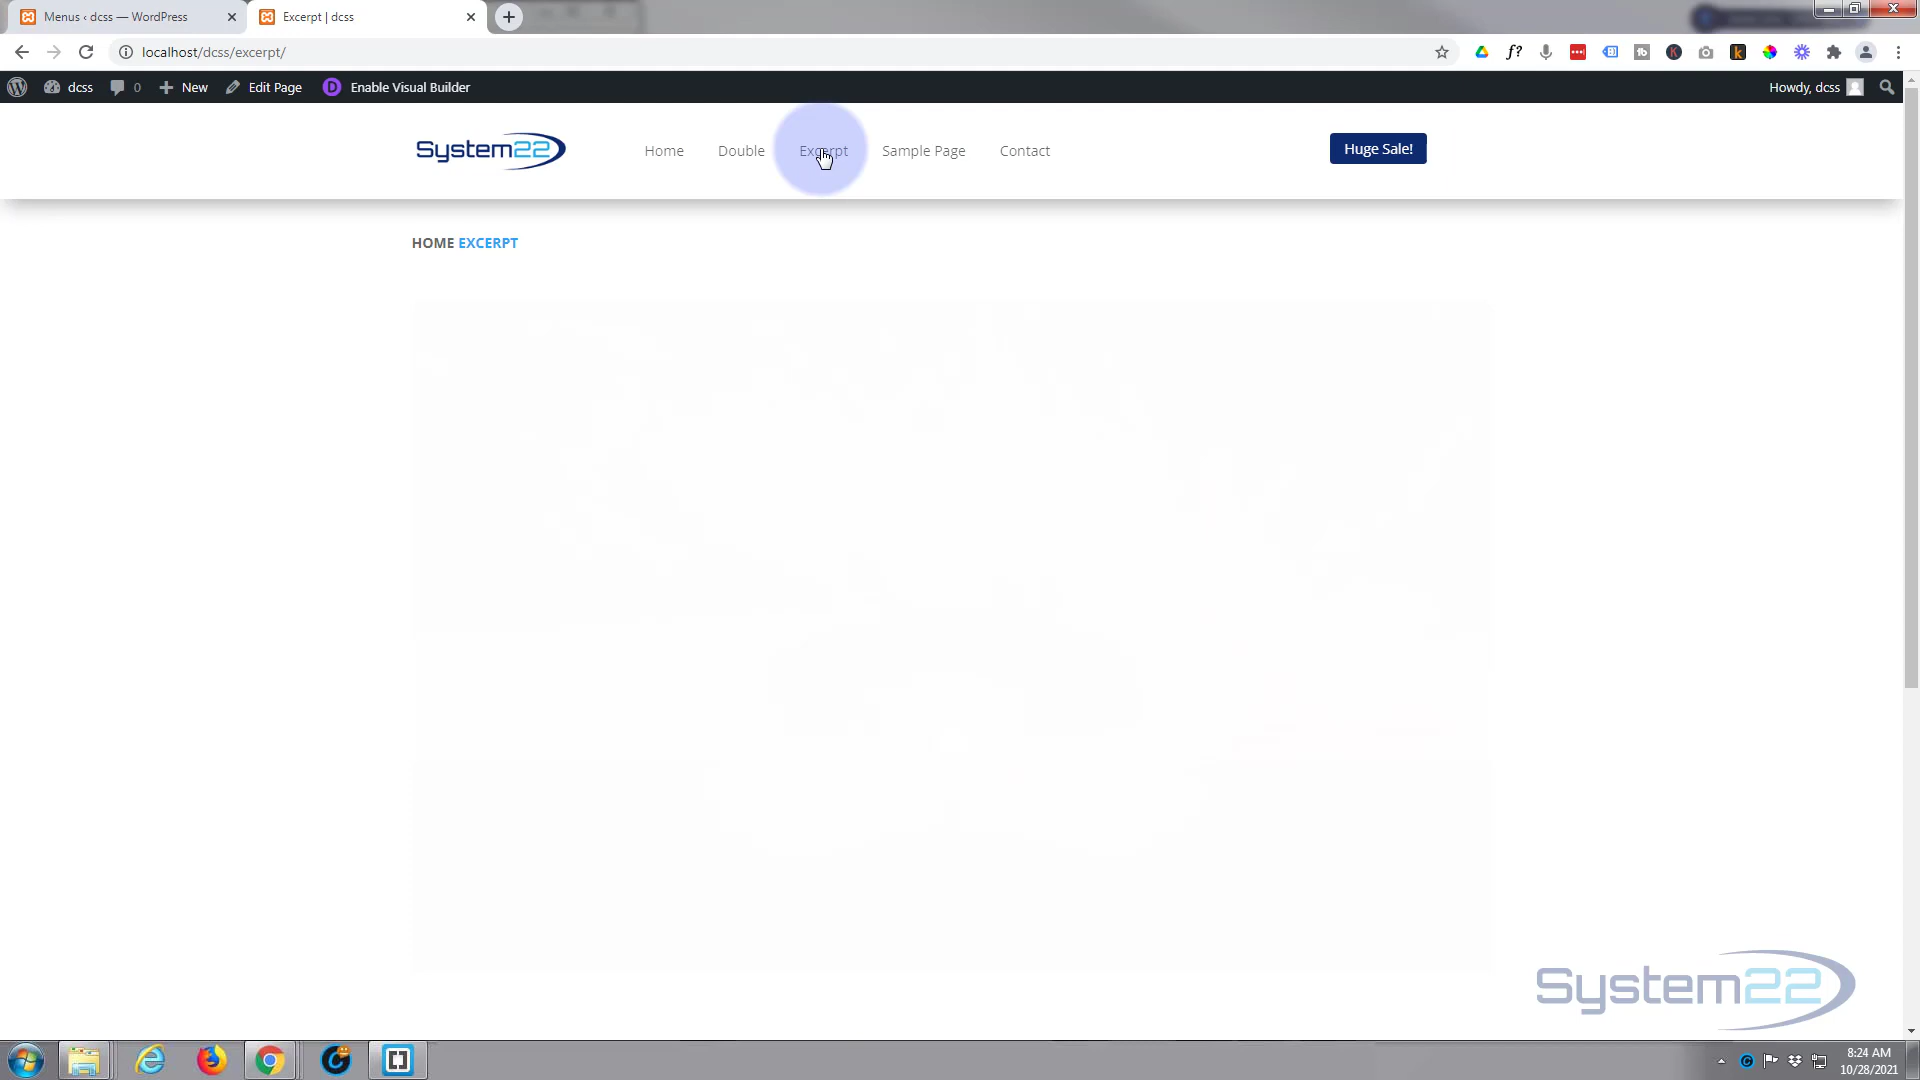 Menus ‹ dcss — WordPress
Excerpt | dcss
localhost/dcss/excerpt/
dcss 0 New Edit Page D Enable Visual Builder
Howdy, dcss
System22
Home Double Excerpt Sample Page Contact
Huge Sale!
HOME EXCERPT
System22
8:24 AM
10/28/2021